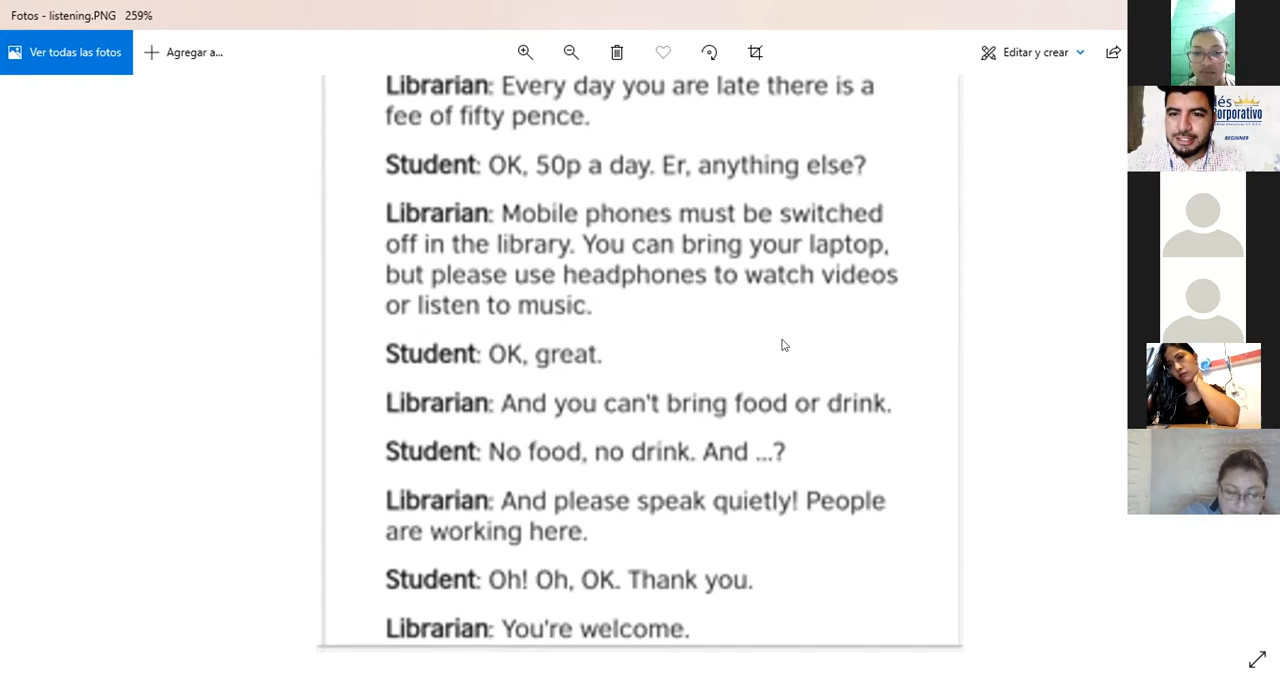 Fotos - listening.PNG   259%
Ver todas las fotos
Agregar a...
Editar y crear
Librarian: Every day you are late there is a
fee of fifty pence.
Student: OK, 50p a day. Er, anything else?
Librarian: Mobile phones must be switched
off in the library. You can bring your laptop,
but please use headphones to watch videos
or listen to music.
Student: OK, great.
Librarian: And you can't bring food or drink.
Student: No food, no drink. And ...?
Librarian: And please speak quietly! People
are working here.
Student: Oh! Oh, OK. Thank you.
Librarian: You're welcome.
lés
orporativo
BEGINNER